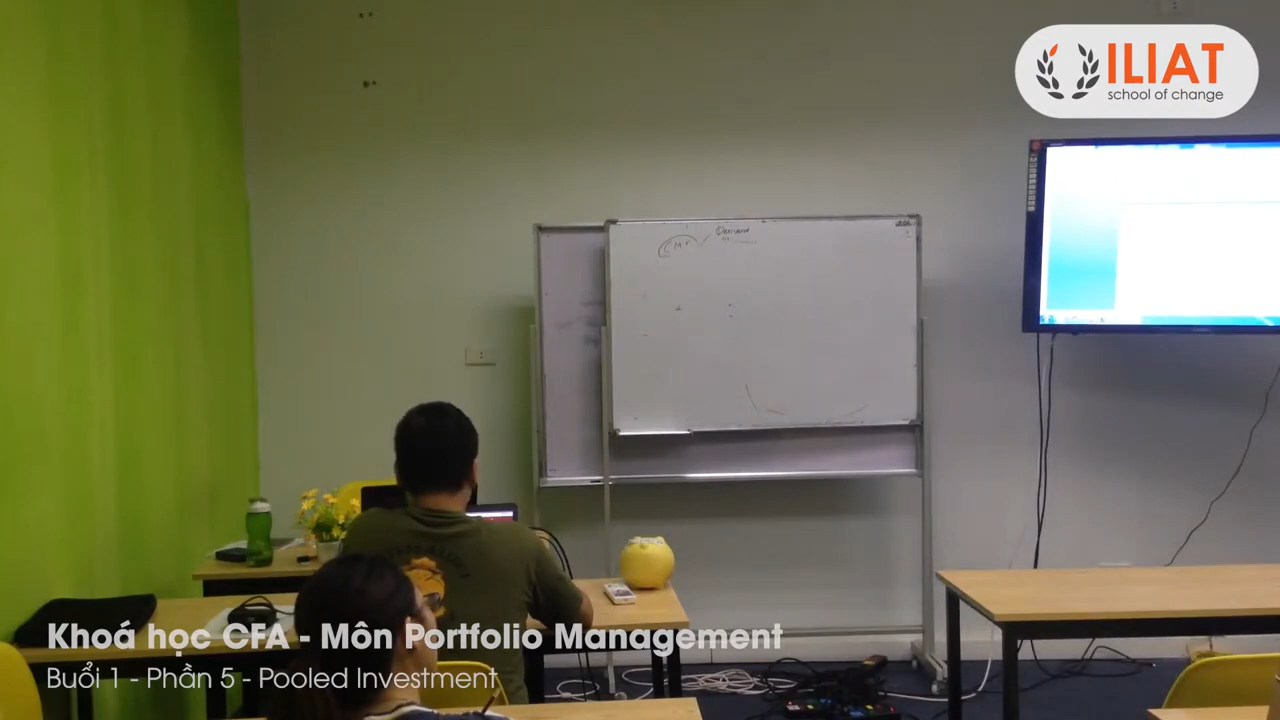 ILIAT
school of change
Khoá học CFA - Môn Portfolio Management
Buổi 1 - Phần 5 - Pooled Investment